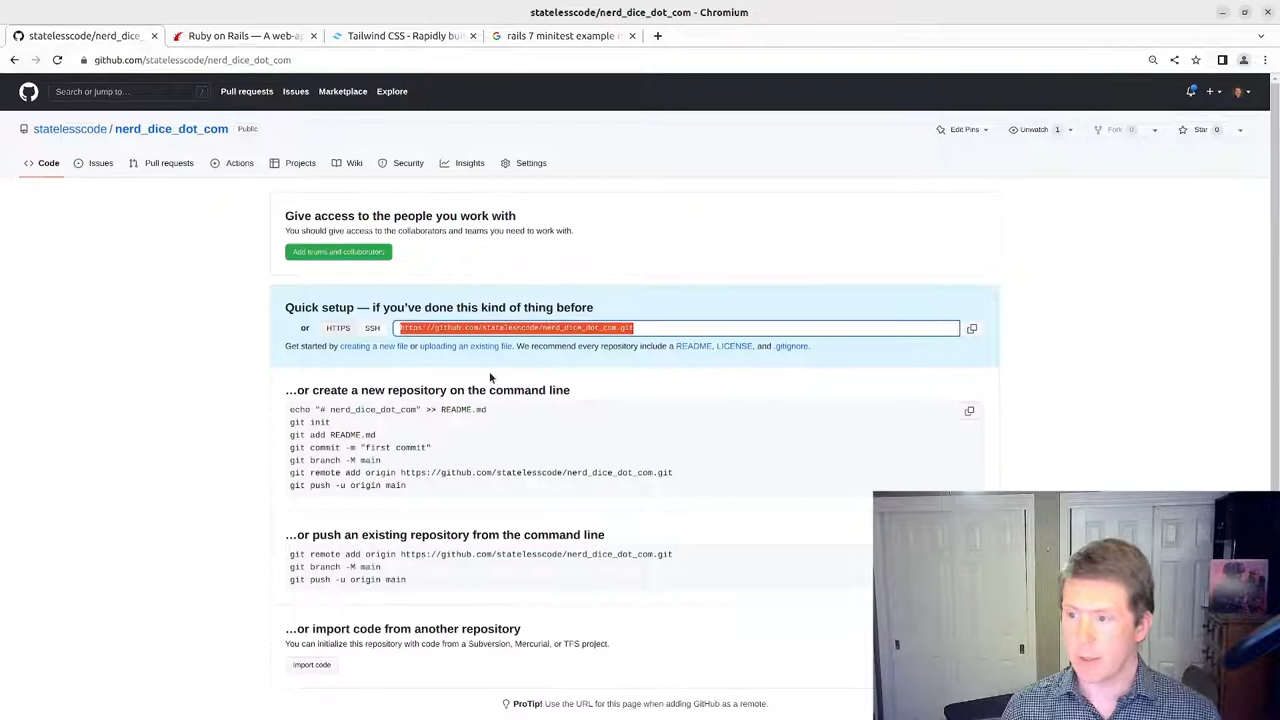 statelesscode/nerd_dice_dot_com - Chromium
statelesscode/nerd_dice_
Ruby on Rails — A web-ap
Tailwind CSS - Rapidly bui
rails 7 minitest example
github.com/statelesscode/nerd_dice_dot_com
Search or jump to…
/
Pull requests
Issues
Marketplace
Explore
statelesscode / nerd_dice_dot_com
Public
Edit Pins
Unwatch 1
Fork 0
Star 0
Code
Issues
Pull requests
Actions
Projects
Wiki
Security
Insights
Settings
Give access to the people you work with
You should give access to the collaborators and teams you need to work with.
Add teams and collaborators
Quick setup — if you've done this kind of thing before
or
HTTPS
SSH
https://github.com/statelesscode/nerd_dice_dot_com.git
Get started by creating a new file or uploading an existing file. We recommend every repository include a README, LICENSE, and .gitignore.
…or create a new repository on the command line
echo "# nerd_dice_dot_com" >> README.md
git init
git add README.md
git commit -m "first commit"
git branch -M main
git remote add origin https://github.com/statelesscode/nerd_dice_dot_com.git
git push -u origin main
…or push an existing repository from the command line
git remote add origin https://github.com/statelesscode/nerd_dice_dot_com.git
git branch -M main
git push -u origin main
…or import code from another repository
You can initialize this repository with code from a Subversion, Mercurial, or TFS project.
Import code
ProTip! Use the URL for this page when adding GitHub as a remote.